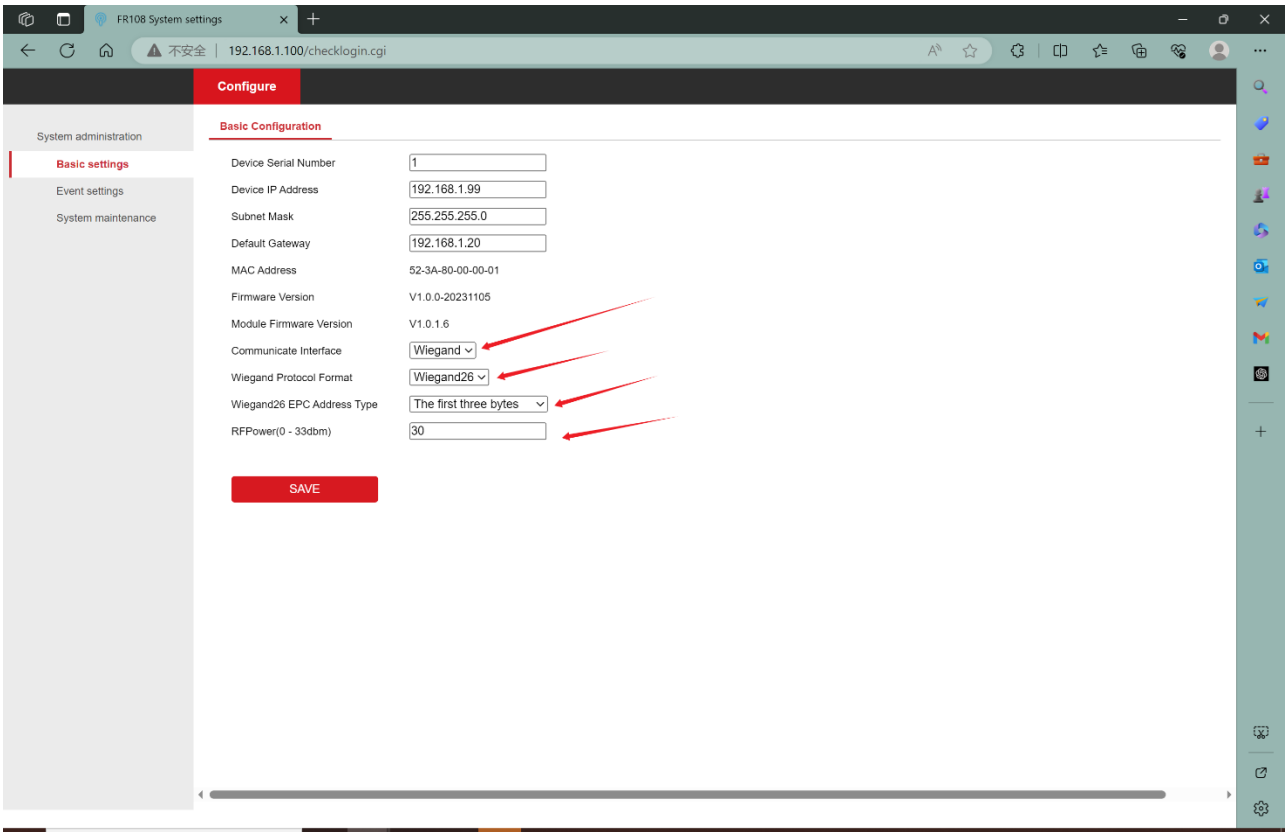 FR108 System settings
不安全 192.168.1.100/checklogin.cgi
Configure
System administration
Basic settings
Event settings
System maintenance
Basic Configuration
Device Serial Number 1
Device IP Address 192.168.1.99
Subnet Mask 255.255.255.0
Default Gateway 192.168.1.20
MAC Address 52-3A-80-00-00-01
Firmware Version V1.0.0-20231105
Module Firmware Version V1.0.1.6
Communicate Interface Wiegand
Wiegand Protocol Format Wiegand26
Wiegand26 EPC Address Type The first three bytes
RFPower(0 - 33dbm) 30
SAVE